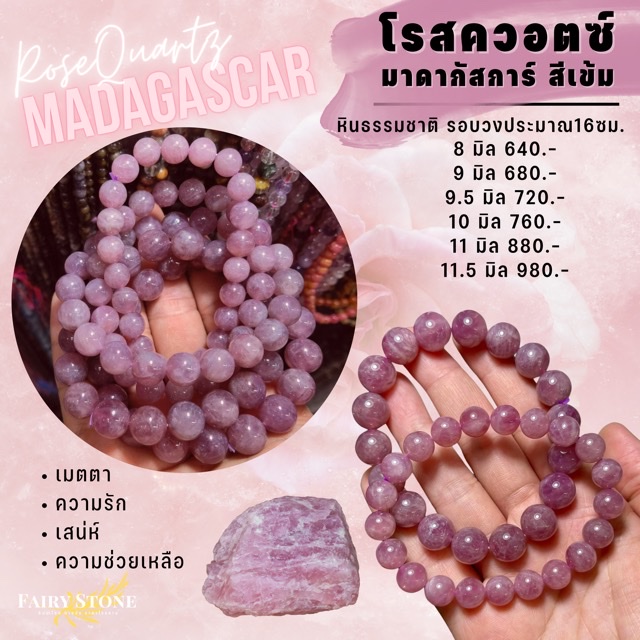 RoseQuartz
MADAGASCAR
โรสควอตซ์
มาดากัสการ์ สีเข้ม
หินธรรมชาติ รอบวงประมาณ16ซม.
8 มิล 640.-
9 มิล 680.-
9.5 มิล 720.-
10 มิล 760.-
11 มิล 880.-
11.5 มิล 980.-
• เมตตา
• ความรัก
• เสน่ห์
• ความช่วยเหลือ
FAIRY STONE